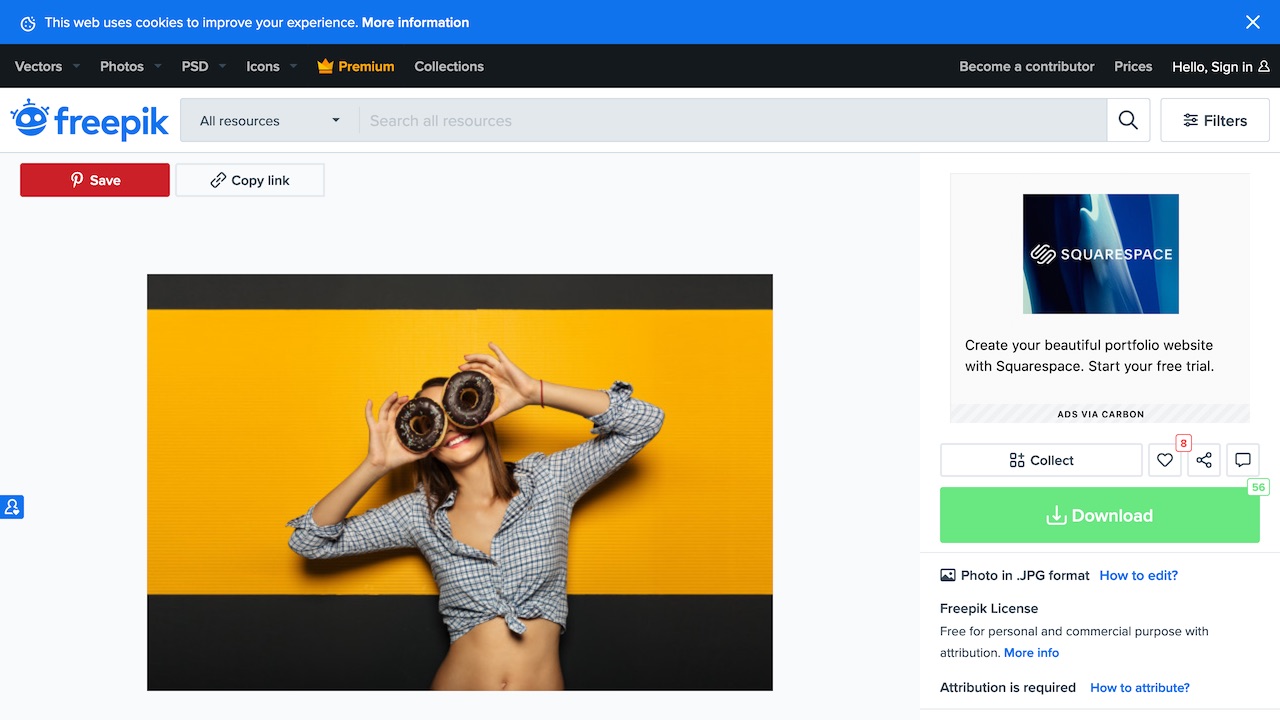 This web uses cookies to improve your experience. More information
Vectors Photos PSD Icons Premium Collections Become a contributor Prices Hello, Sign in
freepik All resources Search all resources Filters
Save Copy link
SQUARESPACE
Create your beautiful portfolio website
with Squarespace. Start your free trial.
ADS VIA CARBON
8
Collect
56
Download
Photo in .JPG format How to edit?
Freepik License
Free for personal and commercial purpose with
attribution. More info
Attribution is required How to attribute?